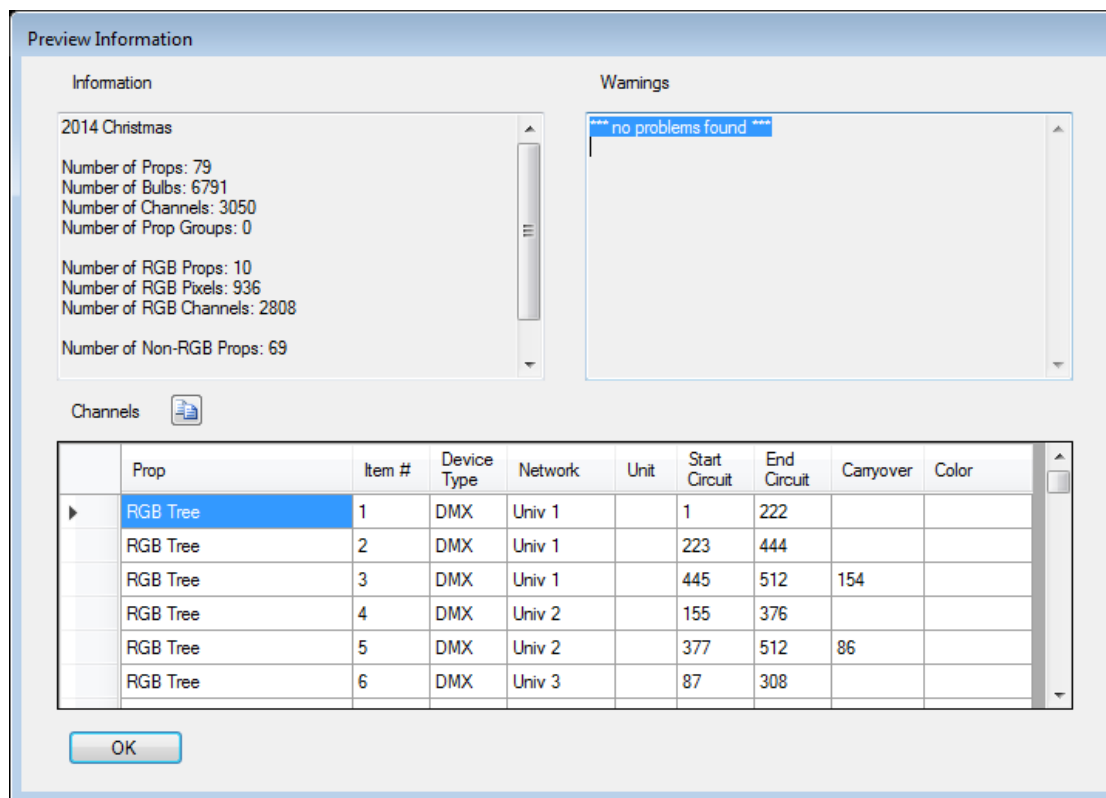 Preview Information
Information
Warnings
2014 Christmas
Number of Props: 79
Number of Bulbs: 6791
Number of Channels: 3050
Number of Prop Groups: 0
Number of RGB Props: 10
Number of RGB Pixels: 936
Number of RGB Channels: 2808
Number of Non-RGB Props: 69
*** no problems found ***
Channels
Prop Item # Device Type Network Unit Start Circuit End Circuit Carryover Color
RGB Tree 1 DMX Univ 1 1 222
RGB Tree 2 DMX Univ 1 223 444
RGB Tree 3 DMX Univ 1 445 512 154
RGB Tree 4 DMX Univ 2 155 376
RGB Tree 5 DMX Univ 2 377 512 86
RGB Tree 6 DMX Univ 3 87 308
OK